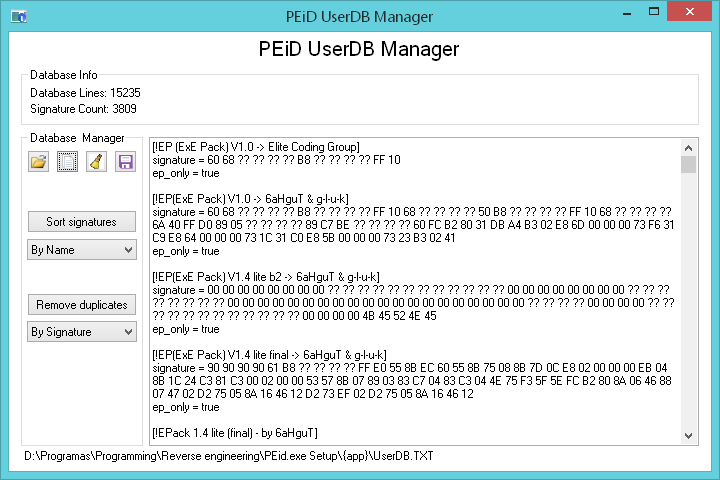 PEiD UserDB Manager
PEiD UserDB Manager
Database Info
Database Lines: 15235
Signature Count: 3809
Database Manager
Sort signatures
By Name
Remove duplicates
By Signature
[!EP (ExE Pack) V1.0 -> Elite Coding Group]
signature = 60 68 ?? ?? ?? ?? B8 ?? ?? ?? ?? FF 10
ep_only = true
[!EP(ExE Pack) V1.0 -> 6aHguT & g-l-u-k]
signature = 60 68 ?? ?? ?? ?? B8 ?? ?? ?? ?? FF 10 68 ?? ?? ?? ?? 50 B8 ?? ?? ?? ?? FF 10 68 ?? ?? ?? ??
6A 40 FF D0 89 05 ?? ?? ?? ?? 89 C7 BE ?? ?? ?? ?? 60 FC B2 80 31 DB A4 B3 02 E8 6D 00 00 00 73 F6 31
C9 E8 64 00 00 00 73 1C 31 C0 E8 5B 00 00 00 73 23 B3 02 41
ep_only = true
[!EP(ExE Pack) V1.4 lite b2 -> 6aHguT & g-l-u-k]
signature = 00 00 00 00 00 00 00 00 ?? ?? ?? ?? ?? ?? ?? ?? ?? ?? ?? ?? 00 00 00 00 00 00 00 00 ?? ?? ??
?? ?? ?? ?? ?? 00 00 00 00 00 00 00 00 00 00 00 00 00 00 00 00 00 00 00 00 ?? ?? ?? ?? 00 00 00 00 ?? ??
?? ?? ?? ?? ?? ?? ?? ?? ?? ?? 00 00 00 00 4B 45 52 4E 45
ep_only = true
[!EP(ExE Pack) V1.4 lite final -> 6aHguT & g-l-u-k]
signature = 90 90 90 90 61 B8 ?? ?? ?? ?? FF E0 55 8B EC 60 55 8B 75 08 8B 7D 0C E8 02 00 00 00 EB 04
8B 1C 24 C3 81 C3 00 02 00 00 53 57 8B 07 89 03 83 C7 04 83 C3 04 4E 75 F3 5F 5E FC B2 80 8A 06 46 88
07 47 02 D2 75 05 8A 16 46 12 D2 73 EF 02 D2 75 05 8A 16 46 12
ep_only = true
[!EPack 1.4 lite (final) - by 6aHguT]
D:\Programas\Programming\Reverse engineering\PEid.exe Setup\{app}\UserDB.TXT